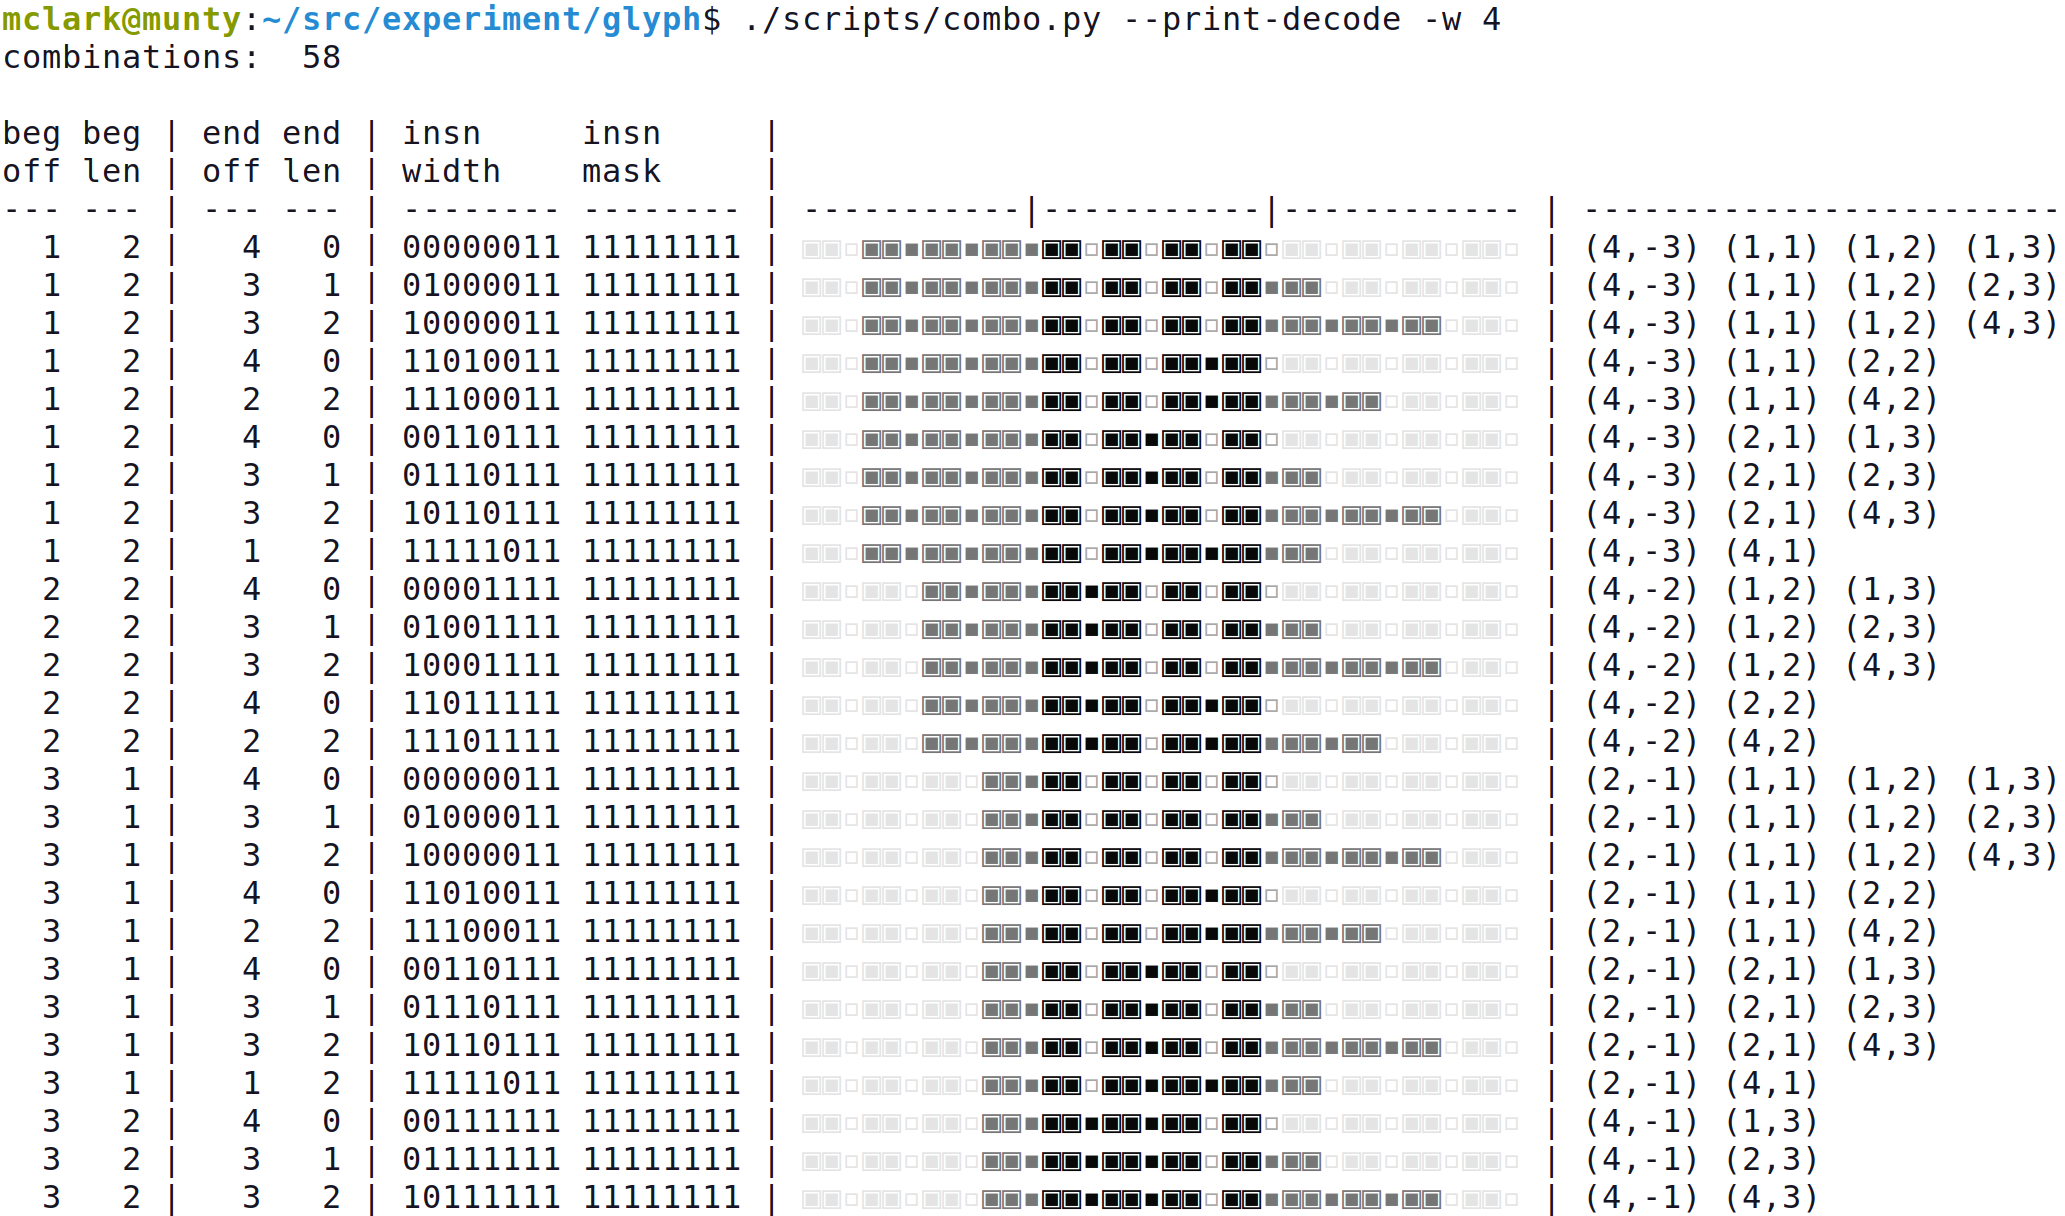 mclark@munty:~/src/experiment/glyph$ ./scripts/combo.py --print-decode -w 4
combinations:  58

beg beg | end end | insn     insn     |
off len | off len | width    mask     |
--- --- | --- --- | -------- -------- | -----------|-----------|------------ | ------------------------
  1   2 |   4   0 | 00000011 11111111 | | (4,-3) (1,1) (1,2) (1,3)
  1   2 |   3   1 | 01000011 11111111 | | (4,-3) (1,1) (1,2) (2,3)
  1   2 |   3   2 | 10000011 11111111 | | (4,-3) (1,1) (1,2) (4,3)
  1   2 |   4   0 | 11010011 11111111 | | (4,-3) (1,1) (2,2)
  1   2 |   2   2 | 11100011 11111111 | | (4,-3) (1,1) (4,2)
  1   2 |   4   0 | 00110111 11111111 | | (4,-3) (2,1) (1,3)
  1   2 |   3   1 | 01110111 11111111 | | (4,-3) (2,1) (2,3)
  1   2 |   3   2 | 10110111 11111111 | | (4,-3) (2,1) (4,3)
  1   2 |   1   2 | 11111011 11111111 | | (4,-3) (4,1)
  2   2 |   4   0 | 00001111 11111111 | | (4,-2) (1,2) (1,3)
  2   2 |   3   1 | 01001111 11111111 | | (4,-2) (1,2) (2,3)
  2   2 |   3   2 | 10001111 11111111 | | (4,-2) (1,2) (4,3)
  2   2 |   4   0 | 11011111 11111111 | | (4,-2) (2,2)
  2   2 |   2   2 | 11101111 11111111 | | (4,-2) (4,2)
  3   1 |   4   0 | 00000011 11111111 | | (2,-1) (1,1) (1,2) (1,3)
  3   1 |   3   1 | 01000011 11111111 | | (2,-1) (1,1) (1,2) (2,3)
  3   1 |   3   2 | 10000011 11111111 | | (2,-1) (1,1) (1,2) (4,3)
  3   1 |   4   0 | 11010011 11111111 | | (2,-1) (1,1) (2,2)
  3   1 |   2   2 | 11100011 11111111 | | (2,-1) (1,1) (4,2)
  3   1 |   4   0 | 00110111 11111111 | | (2,-1) (2,1) (1,3)
  3   1 |   3   1 | 01110111 11111111 | | (2,-1) (2,1) (2,3)
  3   1 |   3   2 | 10110111 11111111 | | (2,-1) (2,1) (4,3)
  3   1 |   1   2 | 11111011 11111111 | | (2,-1) (4,1)
  3   2 |   4   0 | 00111111 11111111 | | (4,-1) (1,3)
  3   2 |   3   1 | 01111111 11111111 | | (4,-1) (2,3)
  3   2 |   3   2 | 10111111 11111111 | | (4,-1) (4,3)